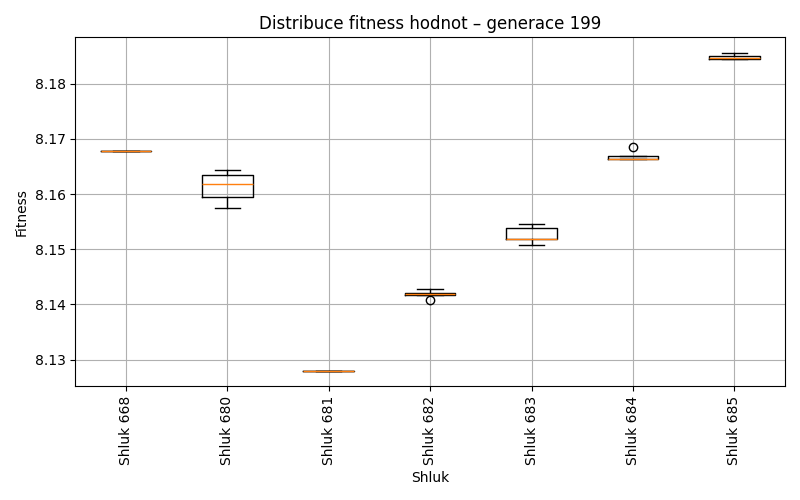 Distribuce fitness hodnot – generace 199
Fitness
8.18
8.17
8.16
8.15
8.14
8.13
Shluk 668
Shluk 680
Shluk 681
Shluk 682
Shluk 683
Shluk 684
Shluk 685
Shluk